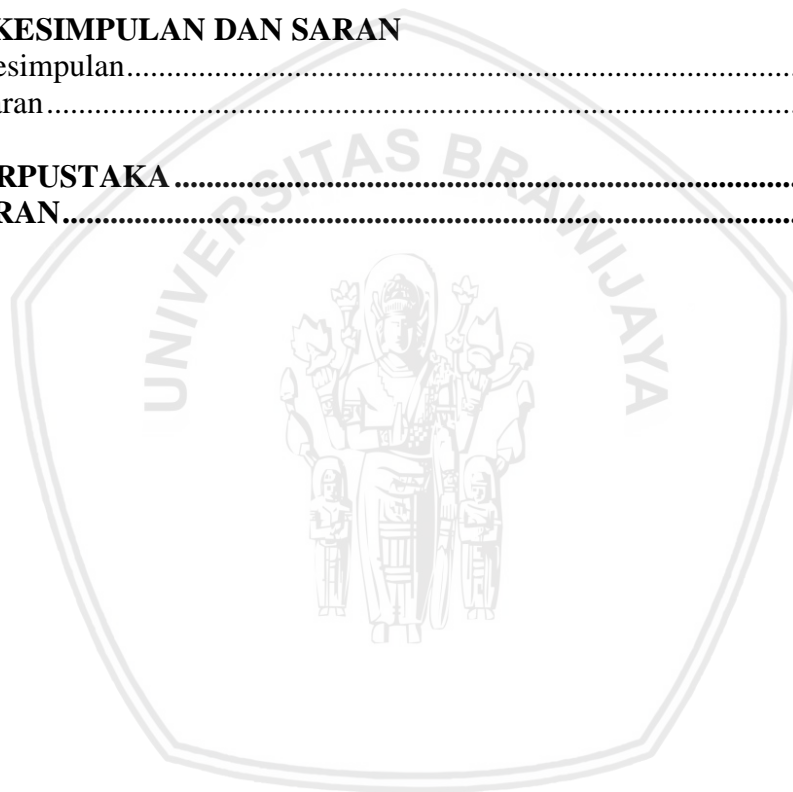 KESIMPULAN DAN SARAN
esimpulan........................................................................................
aran..................................................................................................
RPUSTAKA..............................................................................
RAN............................................................................................
UNIVERSITAS BRAWIJAYA